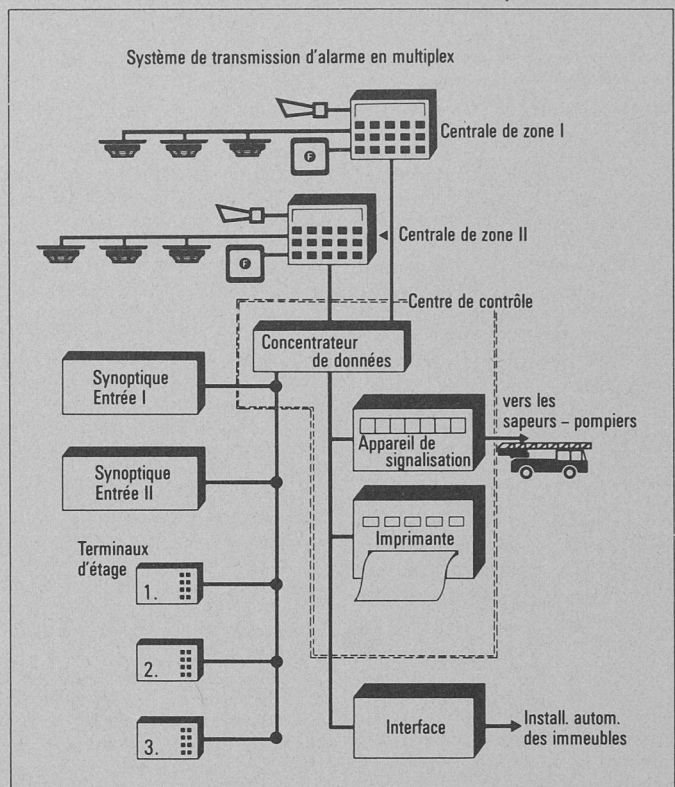 Système de transmission d'alarme en multiplex
Centrale de zone I
F
Centrale de zone II
F
Centre de contrôle
Concentrateur
de données
Synoptique
Entrée I
vers les
sapeurs – pompiers
Appareil de
signalisation
Synoptique
Entrée II
Imprimante
Terminaux
d'étage
1.
2.
3.
Interface
Install. autom.
des immeubles